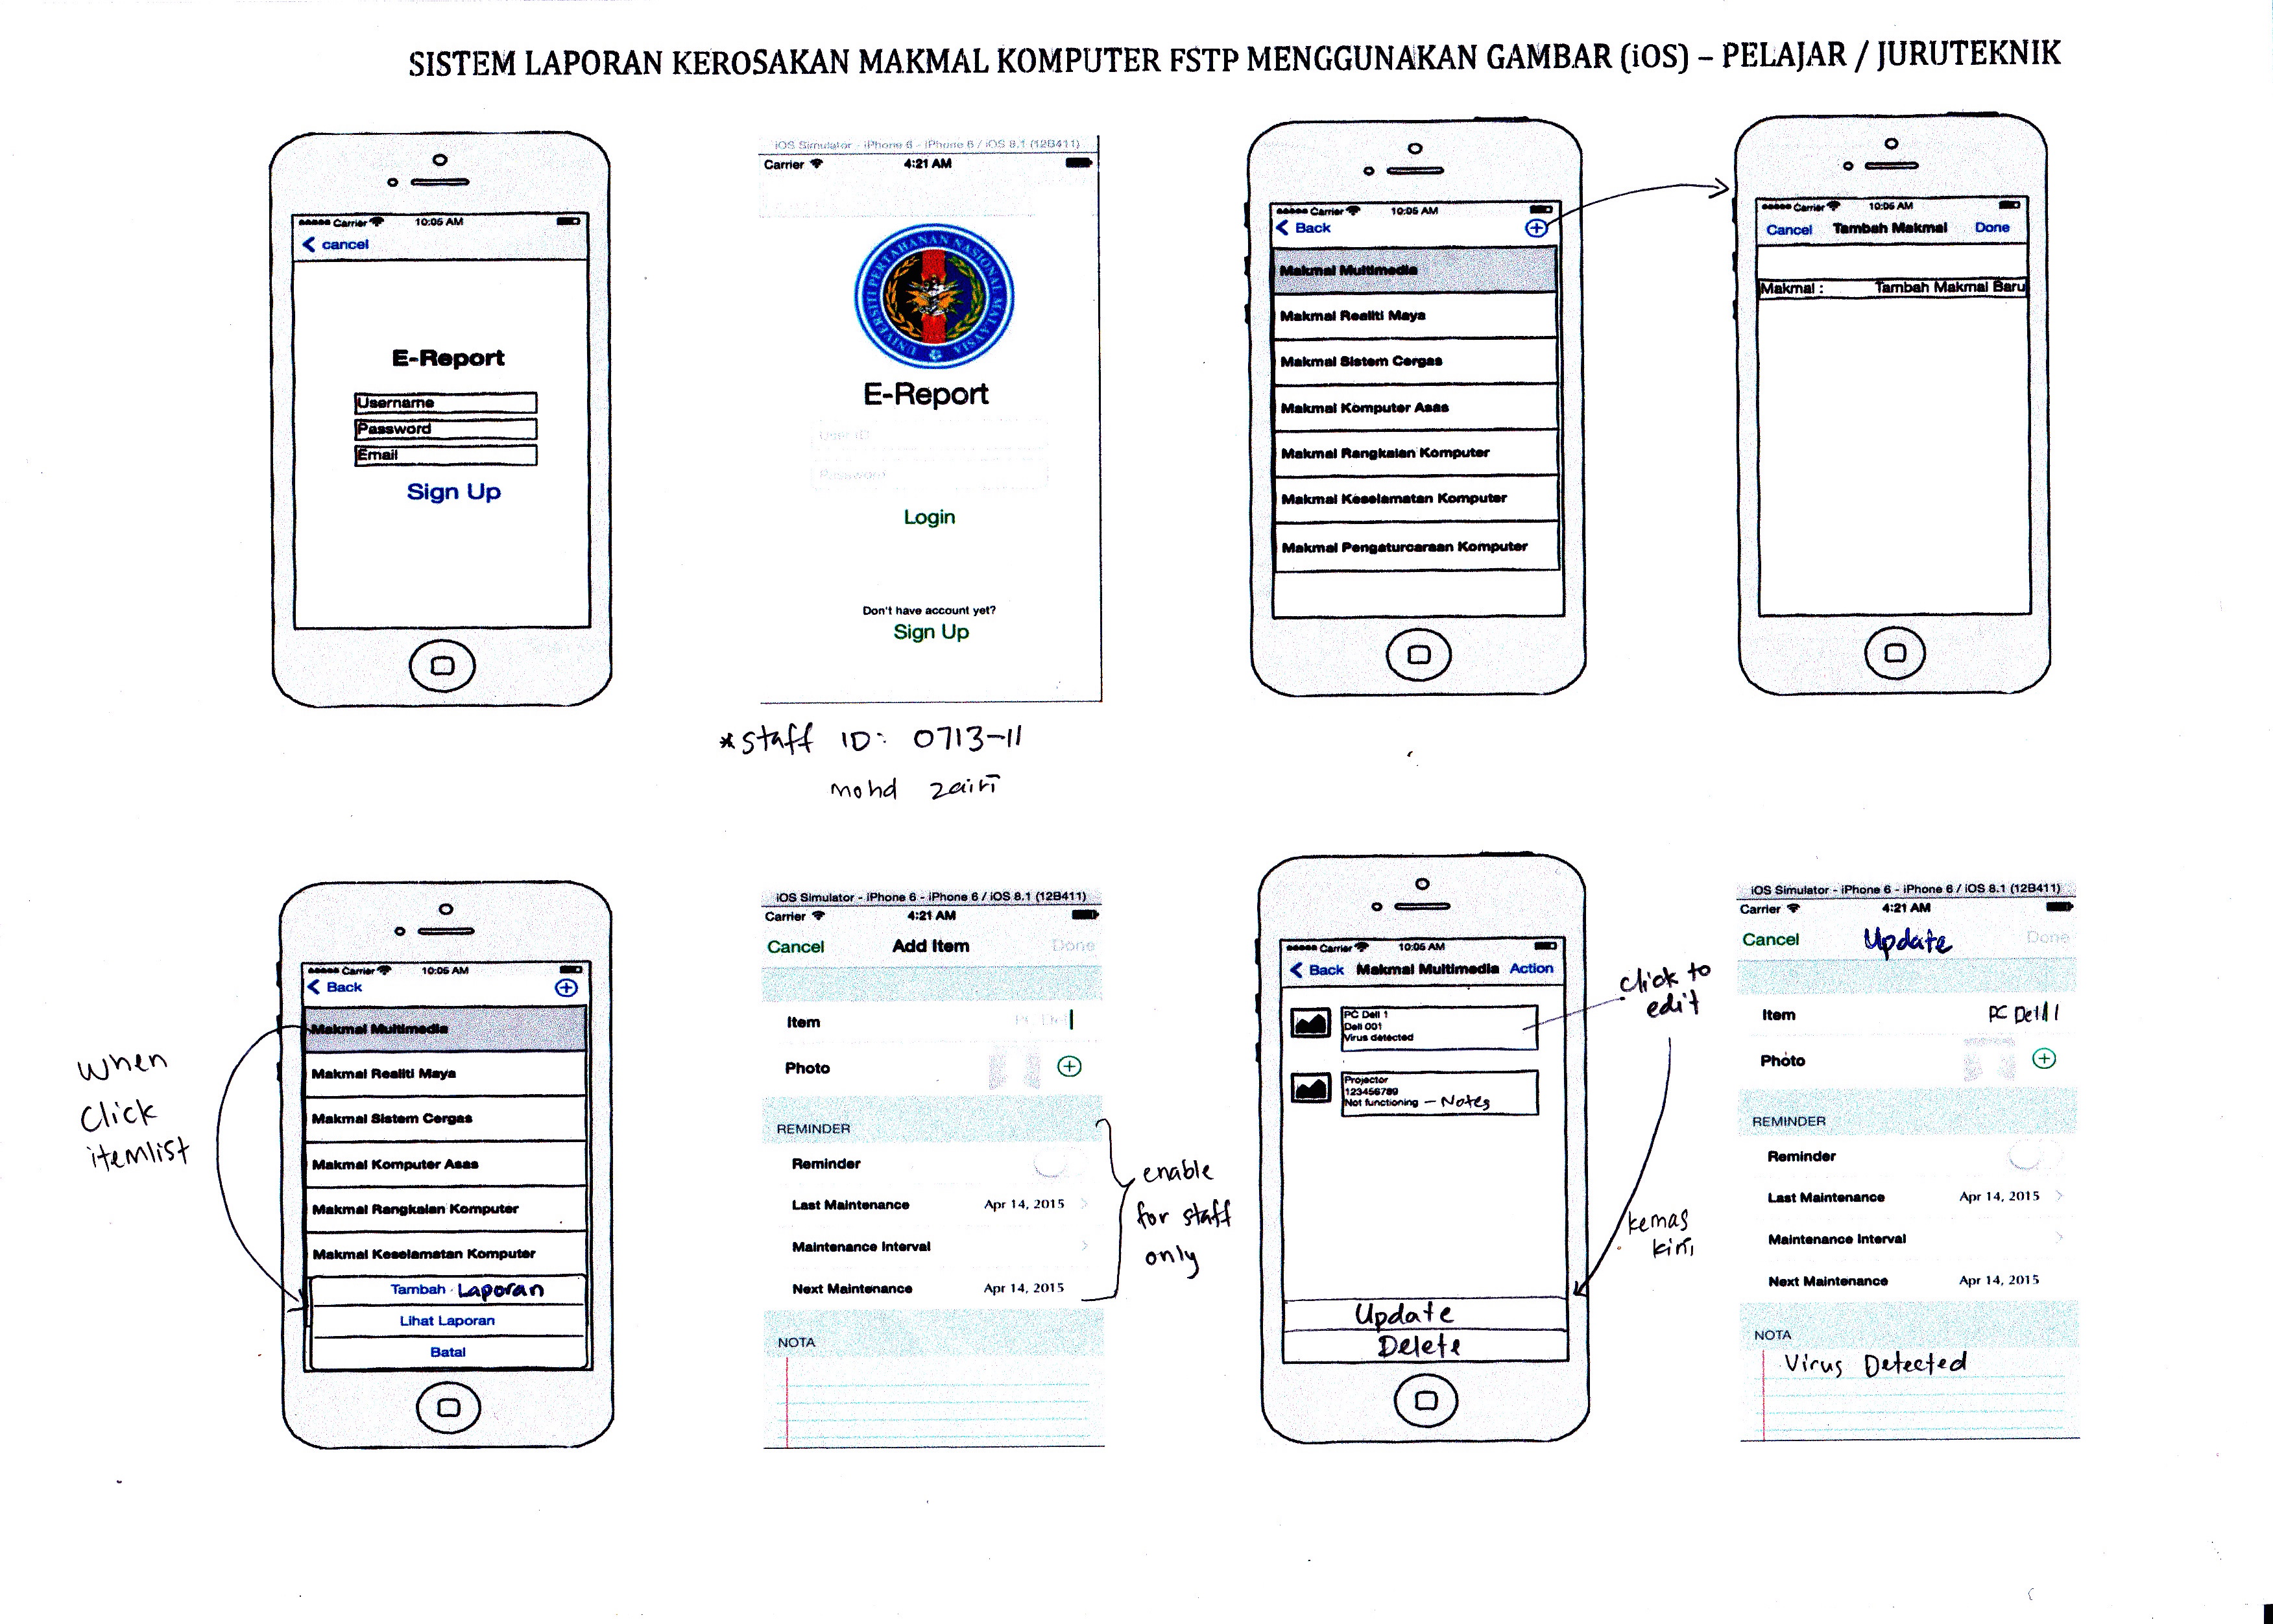 SISTEM LAPORAN KEROSAKAN MAKMAL KOMPUTER FSTP MENGGUNAKAN GAMBAR (iOS) – PELAJAR / JURUTEKNIK
Carrier 10:05 AM
cancel
E-Report
Username
Password
Email
Sign Up
iOS Simulator - iPhone 6 - iPhone 6 / iOS 8.1 (12B411)
Carrier 4:21 AM
UNIVERSITI PERTAHANAN NASIONAL MALAYSIA
E-Report
User ID
Password
Login
Don't have account yet?
Sign Up
*staff ID: 0713-11
mohd zairi
Carrier 10:05 AM
Back
Makmal Multimedia
Makmal Realiti Maya
Makmal Sistem Cergas
Makmal Komputer Asas
Makmal Rangkaian Komputer
Makmal Keselamatan Komputer
Makmal Pengaturcaraan Komputer
Carrier 10:05 AM
Cancel Tambah Makmal Done
Makmal : Tambah Makmal Baru
When
click
itemlist
Carrier 10:05 AM
Back
Makmal Multimedia
Makmal Realiti Maya
Makmal Sistem Cergas
Makmal Komputer Asas
Makmal Rangkaian Komputer
Makmal Keselamatan Komputer
Tambah Laporan
Lihat Laporan
Batal
iOS Simulator - iPhone 6 - iPhone 6 / iOS 8.1 (12B411)
Carrier 4:21 AM
Cancel Add Item Done
Item PC Del
Photo
REMINDER
Reminder
Last Maintenance Apr 14, 2015
Maintenance Interval
Next Maintenance Apr 14, 2015
NOTA
enable
for staff
only
Carrier 10:05 AM
Back Makmal Multimedia Action
PC Dell 1
Dell 001
Virus detected
Projector
123456789
Not functioning – Notes
Update
Delete
click to
edit
kemas
kini
iOS Simulator - iPhone 6 - iPhone 6 / iOS 8.1 (12B411)
Carrier 4:21 AM
Cancel Update Done
Item PC Dell 1
Photo
REMINDER
Reminder
Last Maintenance Apr 14, 2015
Maintenance Interval
Next Maintenance Apr 14, 2015
NOTA
Virus Detected